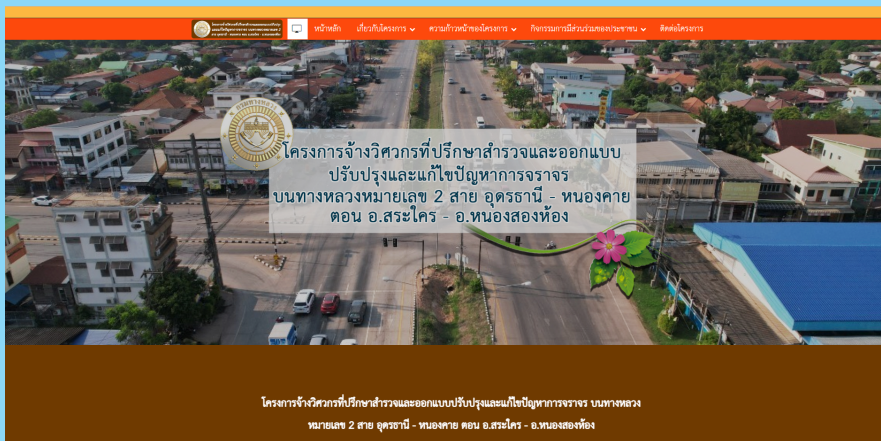 หน้าหลัก เกี่ยวกับโครงการ ความก้าวหน้าของโครงการ กิจกรรมการมีส่วนร่วมของประชาชน ติดต่อโครงการ
โครงการจ้างวิศวกรที่ปรึกษาสำรวจและออกแบบ
ปรับปรุงและแก้ไขปัญหาการจราจร
บนทางหลวงหมายเลข 2 สาย อุดรธานี - หนองคาย
ตอน อ.สระใคร - อ.หนองสองห้อง
โครงการจ้างวิศวกรที่ปรึกษาสำรวจและออกแบบปรับปรุงและแก้ไขปัญหาการจราจร บนทางหลวง
หมายเลข 2 สาย อุดรธานี - หนองคาย ตอน อ.สระใคร - อ.หนองสองห้อง